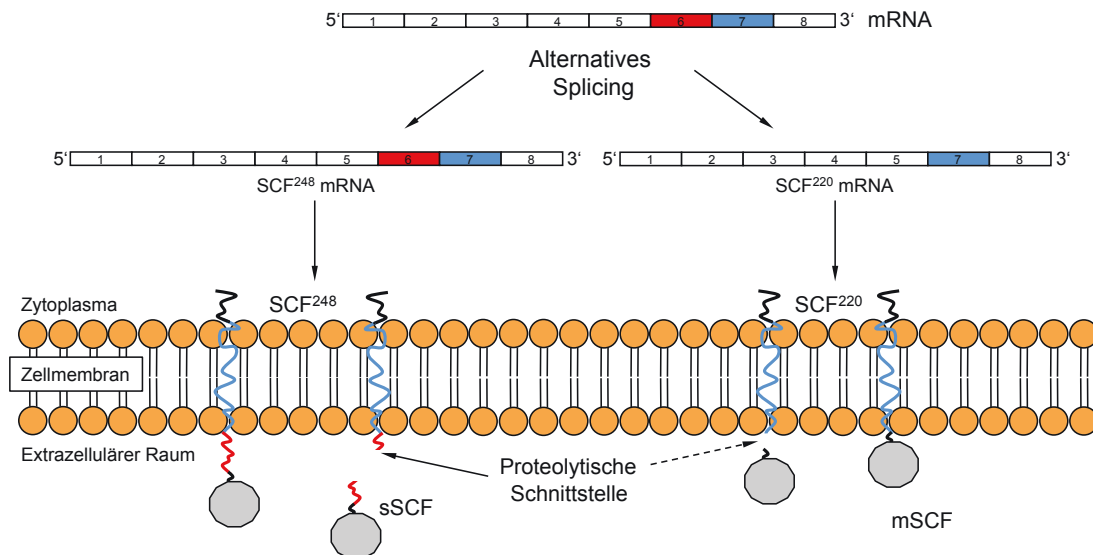 5‘ 1 2 3 4 5 6 7 8 3‘ mRNA
Alternatives
Splicing
5‘ 1 2 3 4 5 6 7 8 3‘
SCF²⁴⁸ mRNA
5‘ 1 2 3 4 5 7 8 3‘
SCF²²⁰ mRNA
Zytoplasma
SCF²⁴⁸
SCF²²⁰
Zellmembran
Extrazellulärer Raum
Proteolytische
Schnittstelle
sSCF
mSCF